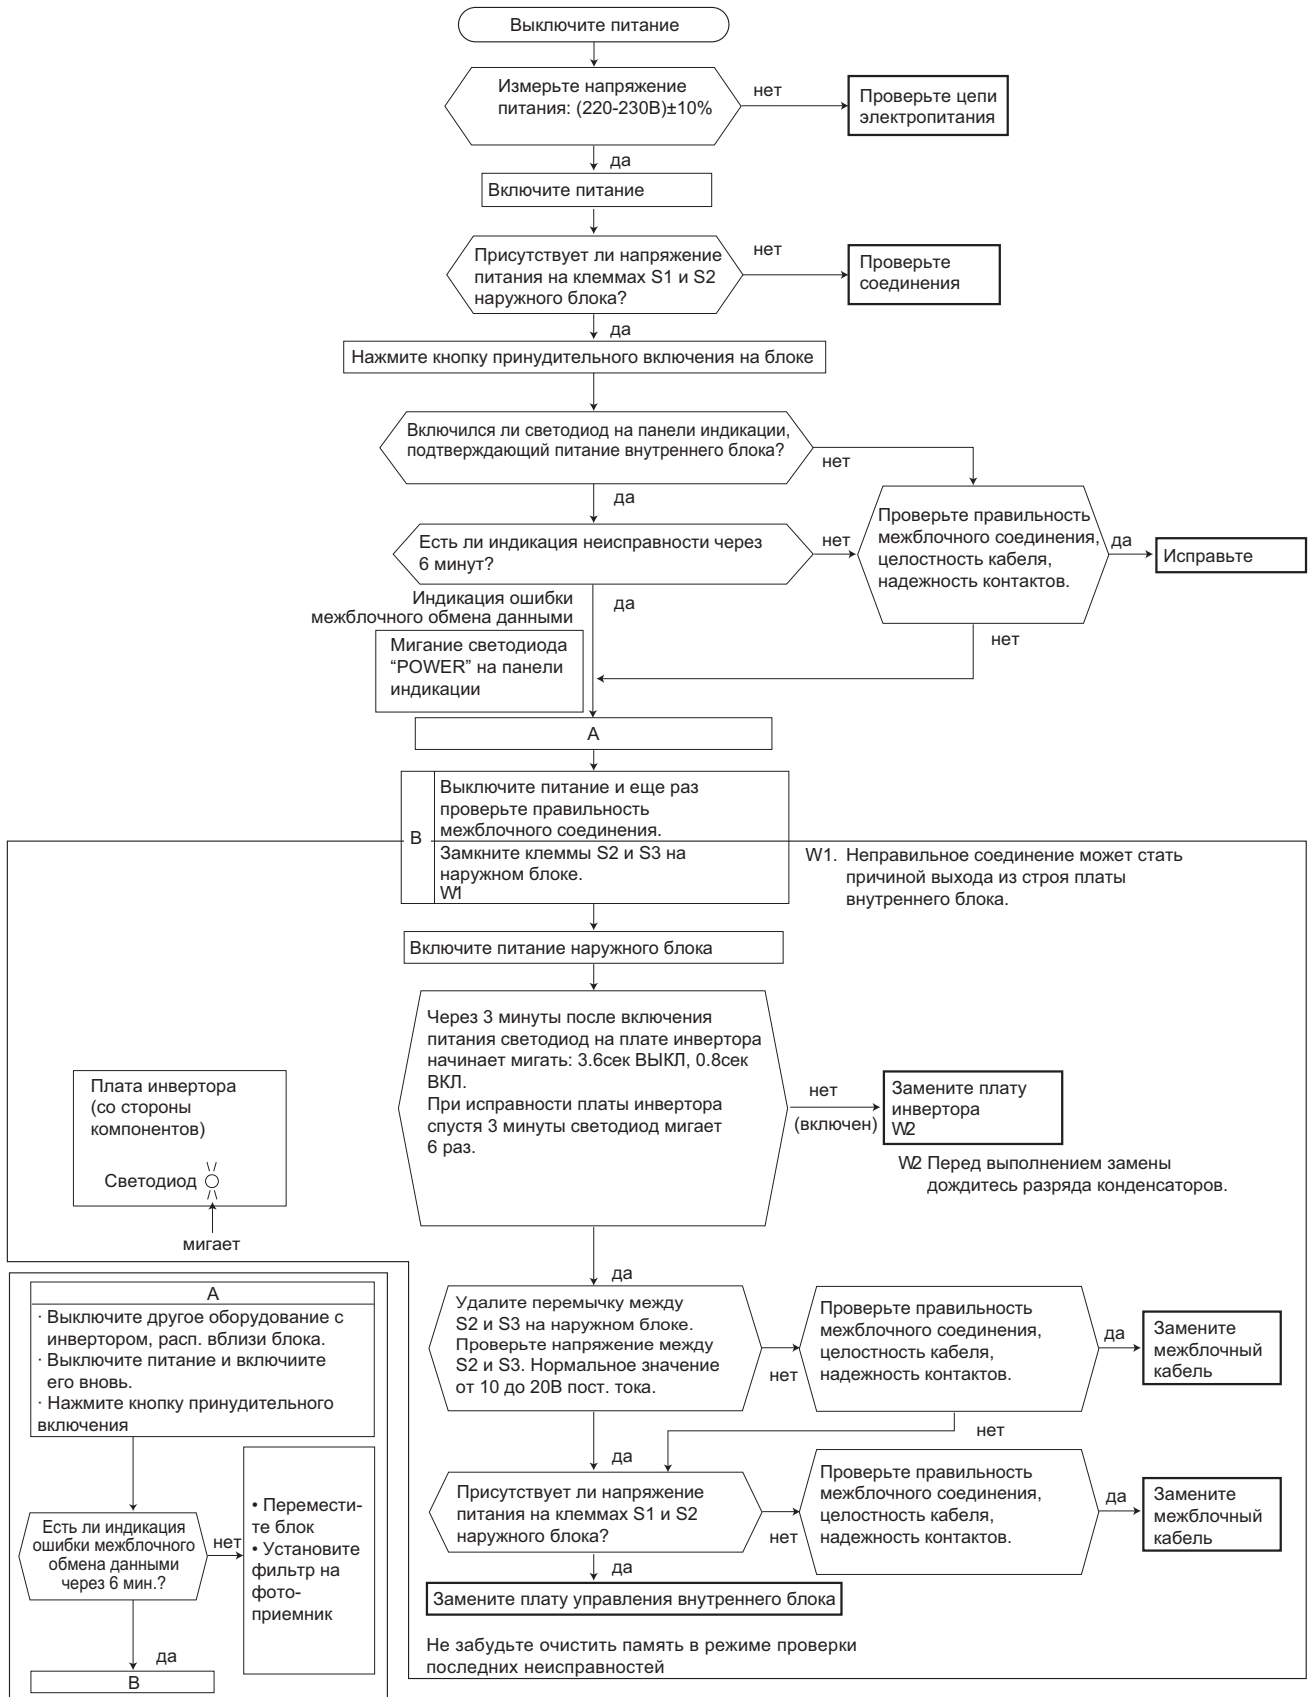 Выключите питание
Измерьте напряжение
питания: (220-230В)±10%
нет
Проверьте цепи
электропитания
да
Включите питание
Присутствует ли напряжение
питания на клеммах S1 и S2
наружного блока?
нет
Проверьте
соединения
да
Нажмите кнопку принудительного включения на блоке
Включился ли светодиод на панели индикации,
подтверждающий питание внутреннего блока?
нет
да
Есть ли индикация неисправности через
6 минут?
нет
Проверьте правильность
межблочного соединения,
целостность кабеля,
надежность контактов.
да
Исправьте
Индикация ошибки
межблочного обмена данными
да
нет
Мигание светодиода
“POWER” на панели
индикации
A
B
Выключите питание и еще раз
проверьте правильность
межблочного соединения.
Замкните клеммы S2 и S3 на
наружном блоке.
W1
W1. Неправильное соединение может стать
причиной выхода из строя платы
внутреннего блока.
Включите питание наружного блока
Через 3 минуты после включения
питания светодиод на плате инвертора
начинает мигать: 3.6сек ВЫКЛ, 0.8сек
ВКЛ.
При исправности платы инвертора
спустя 3 минуты светодиод мигает
6 раз.
нет
(включен)
Замените плату
инвертора
W2
W2 Перед выполнением замены
дождитесь разряда конденсаторов.
Плата инвертора
(со стороны
компонентов)
Светодиод
мигает
да
Удалите перемычку между
S2 и S3 на наружном блоке.
Проверьте напряжение между
S2 и S3. Нормальное значение
от 10 до 20В пост. тока.
нет
Проверьте правильность
межблочного соединения,
целостность кабеля,
надежность контактов.
да
Замените
межблочный
кабель
нет
да
Присутствует ли напряжение
питания на клеммах S1 и S2
наружного блока?
нет
Проверьте правильность
межблочного соединения,
целостность кабеля,
надежность контактов.
да
Замените
межблочный
кабель
да
Замените плату управления внутреннего блока
Не забудьте очистить память в режиме проверки
последних неисправностей
A
· Выключите другое оборудование с
инвертором, расп. вблизи блока.
· Выключите питание и включиите
его вновь.
· Нажмите кнопку принудительного
включения
Есть ли индикация
ошибки межблочного
обмена данными
через 6 мин.?
нет
• Перемести-
те блок
• Установите
фильтр на
фото-
приемник
да
B